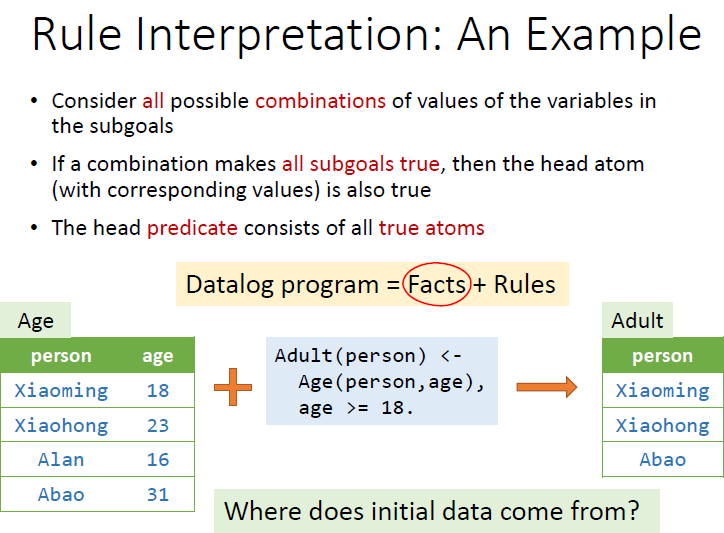 Rule Interpretation: An Example
• Consider all possible combinations of values of the variables in
the subgoals
• If a combination makes all subgoals true, then the head atom
(with corresponding values) is also true
• The head predicate consists of all true atoms
Datalog program = Facts + Rules
Age
person age
Xiaoming 18
Xiaohong 23
Alan 16
Abao 31
Adult(person) <-
Age(person,age),
age >= 18.
Adult
person
Xiaoming
Xiaohong
Abao
Where does initial data come from?